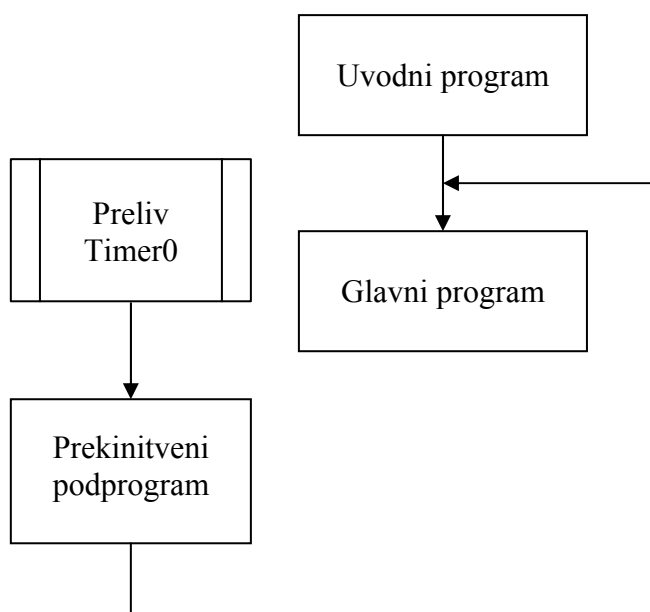 Uvodni program
Preliv
Timer0
Glavni program
Prekinitveni
podprogram